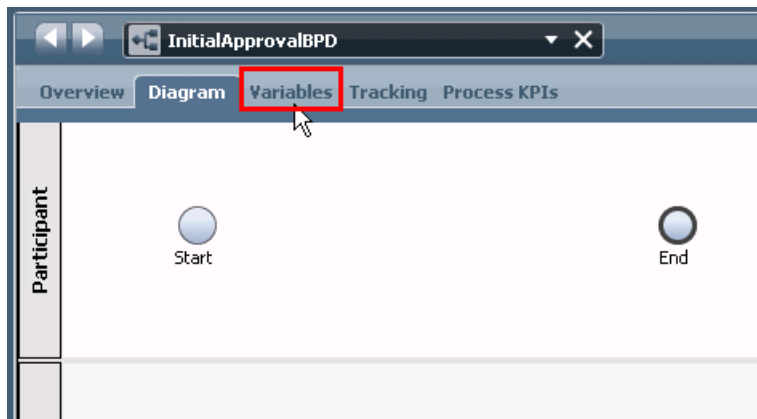 InitialApprovalBPD
Overview Diagram Variables Tracking Process KPIs
Participant
Start
End